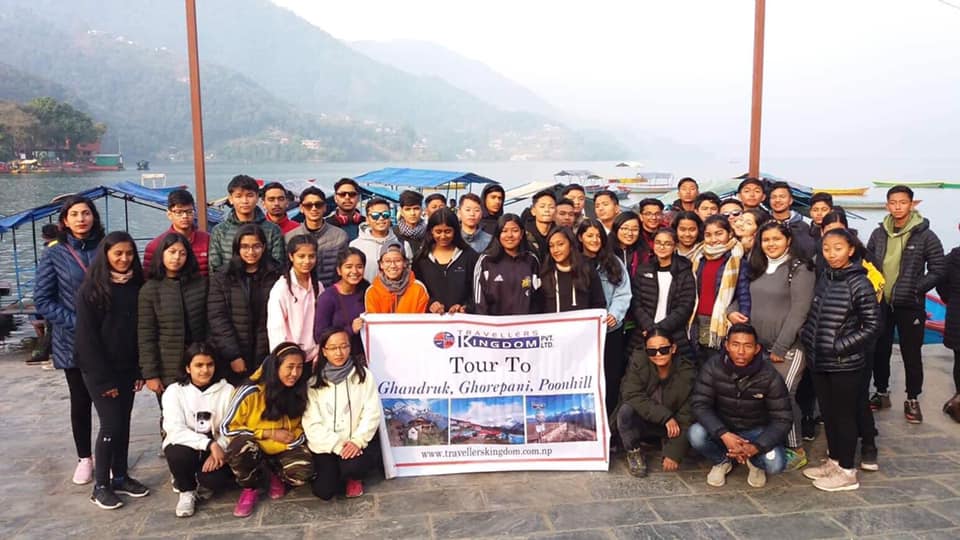 TRAVELLERS
KINGDOM PVT. LTD.
Tour To
Ghandruk, Ghorepani, Poonhill
www.travellerskingdom.com.np